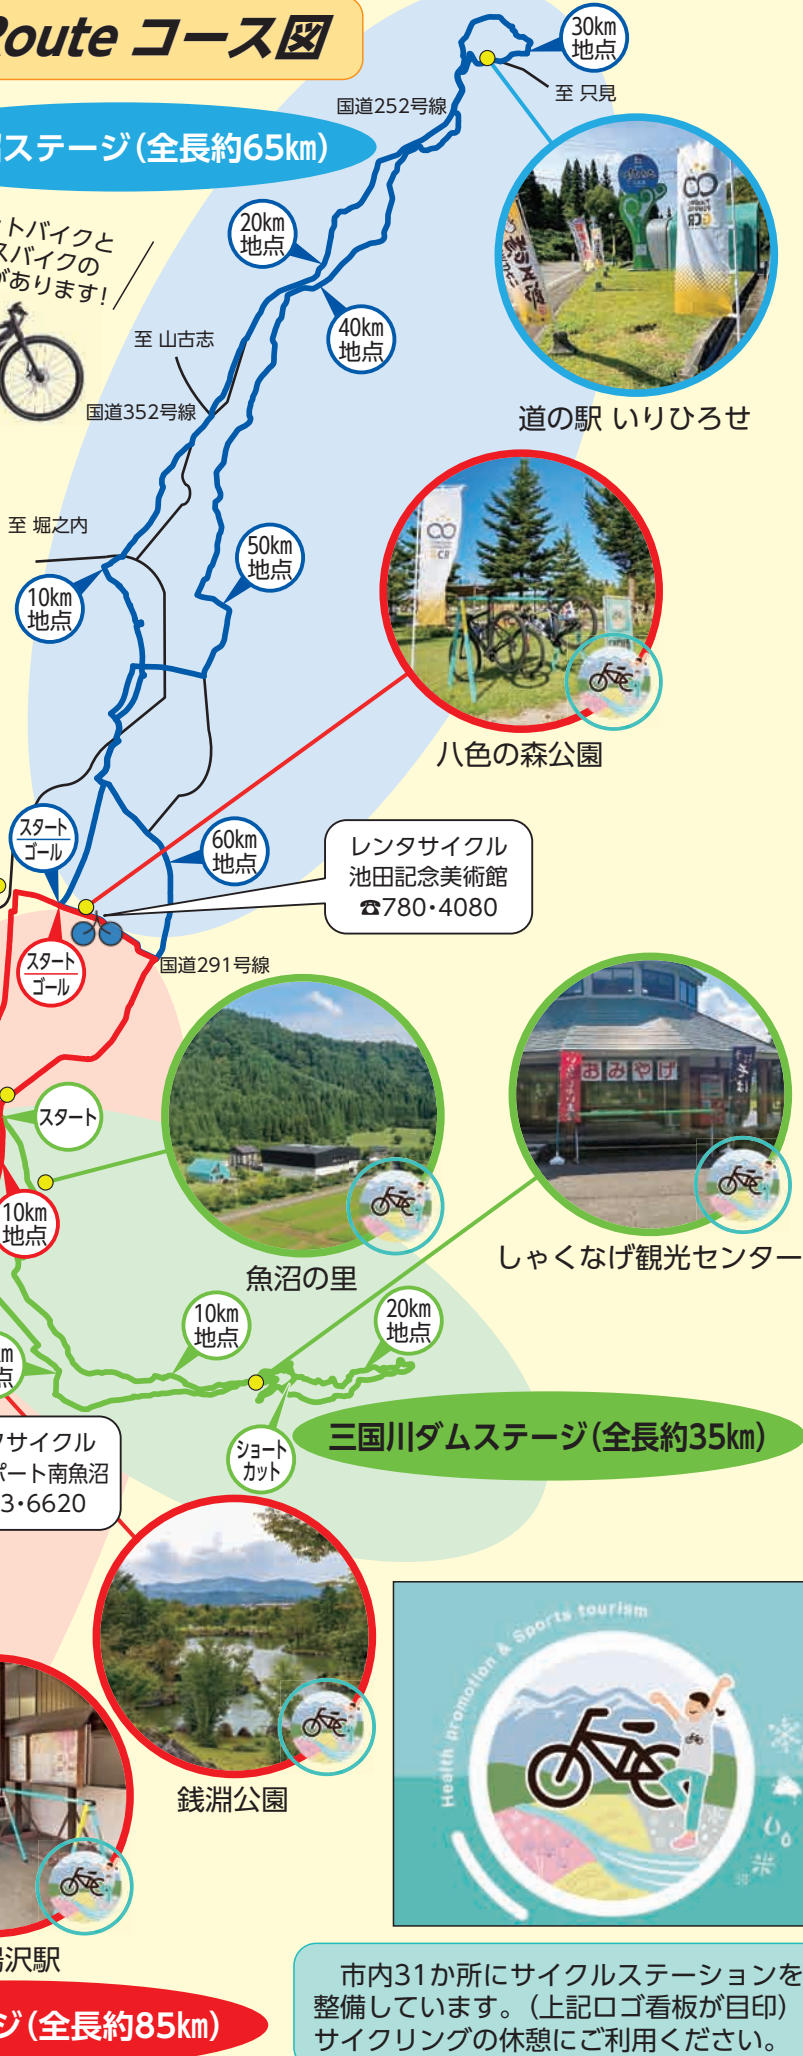 Route コース図
30km
地点
至 只見
国道252号線
ステージ(全長約65㎞)
20km
地点
トバイクと
スバイクの
があります!
40km
地点
至 山古志
国道352号線
道の駅 いりひろせ
至 堀之内
50km
地点
10km
地点
八色の森公園
スタート
ゴール
60km
地点
レンタサイクル
池田記念美術館
☎780・4080
スタート
ゴール
国道291号線
おみやげ
スタート
10km
地点
しゃくなげ観光センター
魚沼の里
10km
地点
20km
地点
ショート
カット
三国川ダムステージ(全長約35㎞)
サイクル
ポート南魚沼
3・6620
Health promotion & Sports tourism
銭淵公園
沢駅
ジ(全長約85㎞)
市内31か所にサイクルステーションを
整備しています。(上記ロゴ看板が目印)
サイクリングの休憩にご利用ください。